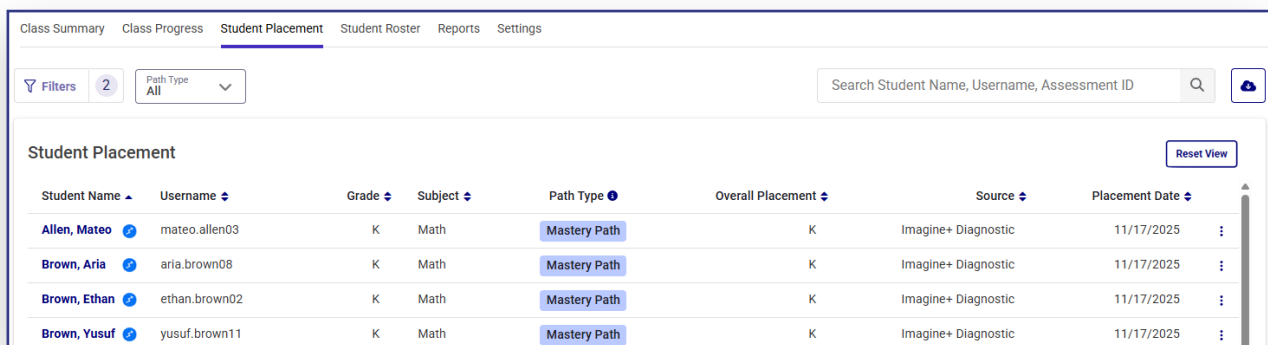 Class Summary Class Progress Student Placement Student Roster Reports Settings
Filters 2 Path Type All Search Student Name, Username, Assessment ID
Student Placement Reset View
Student Name Username Grade Subject Path Type Overall Placement Source Placement Date
Allen, Mateo mateo.allen03 K Math Mastery Path K Imagine+ Diagnostic 11/17/2025
Brown, Aria aria.brown08 K Math Mastery Path K Imagine+ Diagnostic 11/17/2025
Brown, Ethan ethan.brown02 K Math Mastery Path K Imagine+ Diagnostic 11/17/2025
Brown, Yusuf yusuf.brown11 K Math Mastery Path K Imagine+ Diagnostic 11/17/2025